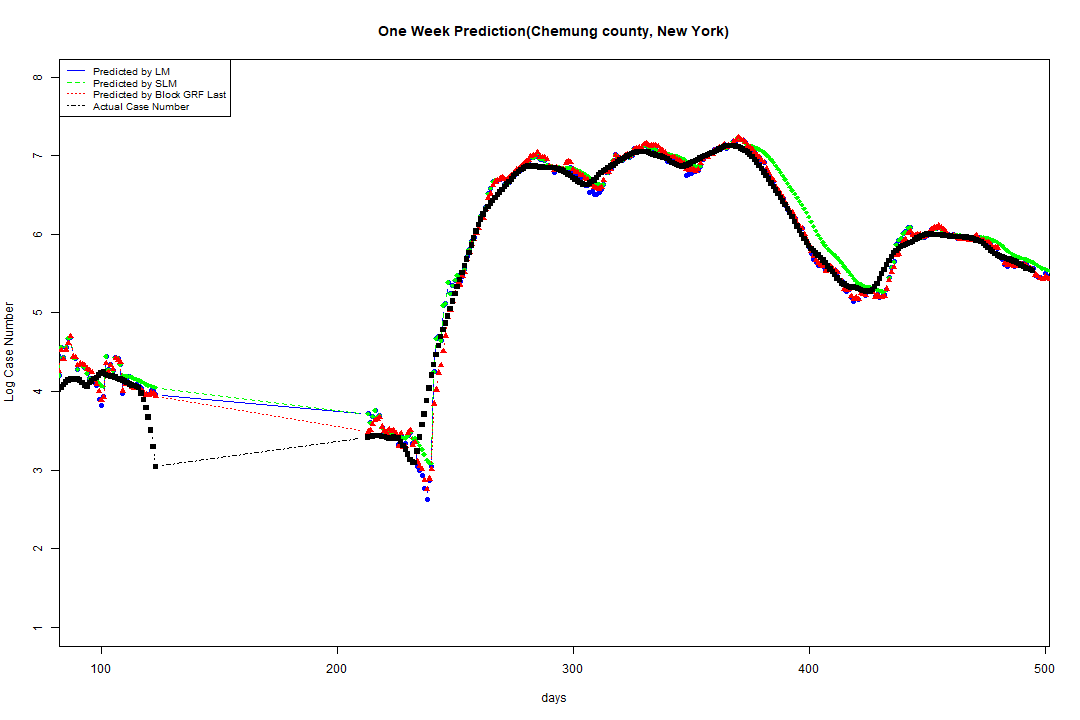 One Week Prediction(Chemung county, New York)
Predicted by LM
Predicted by SLM
Predicted by Block GRF Last
Actual Case Number
8
7
6
5
4
3
2
1
Log Case Number
100 200 300 400 500
days